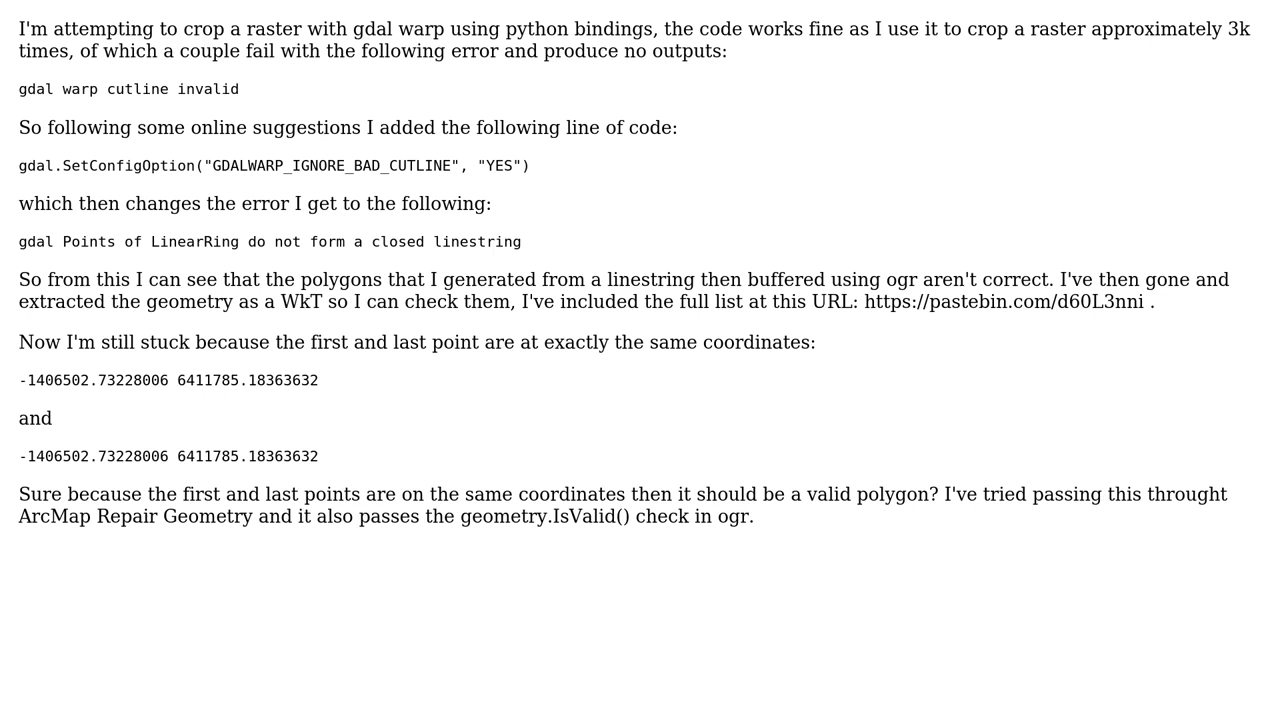 I'm attempting to crop a raster with gdal warp using python bindings, the code works fine as I use it to crop a raster approximately 3k
times, of which a couple fail with the following error and produce no outputs:
gdal warp cutline invalid
So following some online suggestions I added the following line of code:
gdal.SetConfigOption("GDALWARP_IGNORE_BAD_CUTLINE", "YES")
which then changes the error I get to the following:
gdal Points of LinearRing do not form a closed linestring
So from this I can see that the polygons that I generated from a linestring then buffered using ogr aren't correct. I've then gone and
extracted the geometry as a WkT so I can check them, I've included the full list at this URL: https://pastebin.com/d60L3nni .
Now I'm still stuck because the first and last point are at exactly the same coordinates:
-1406502.73228006 6411785.18363632
and
-1406502.73228006 6411785.18363632
Sure because the first and last points are on the same coordinates then it should be a valid polygon? I've tried passing this throught
ArcMap Repair Geometry and it also passes the geometry.IsValid() check in ogr.